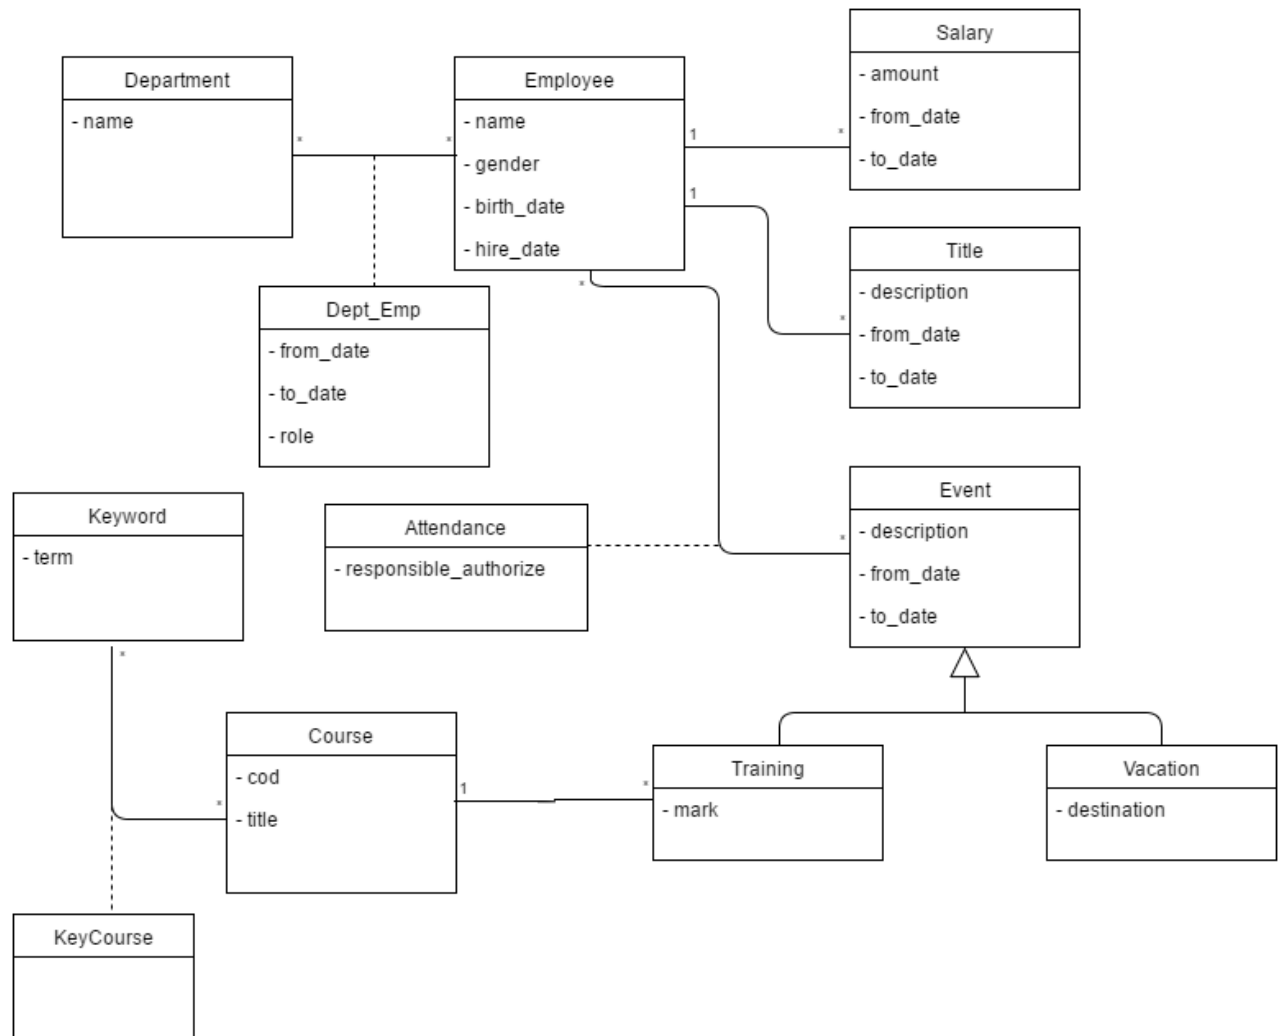 Salary
- amount
- from_date
- to_date
Department
- name
Employee
- name
- gender
- birth_date
- hire_date
*
*
1
*
1
*
*
*
Title
- description
- from_date
- to_date
Dept_Emp
- from_date
- to_date
- role
Event
- description
- from_date
- to_date
Keyword
- term
*
Attendance
- responsible_authorize
Course
- cod
- title
*
1
*
Training
- mark
Vacation
- destination
KeyCourse